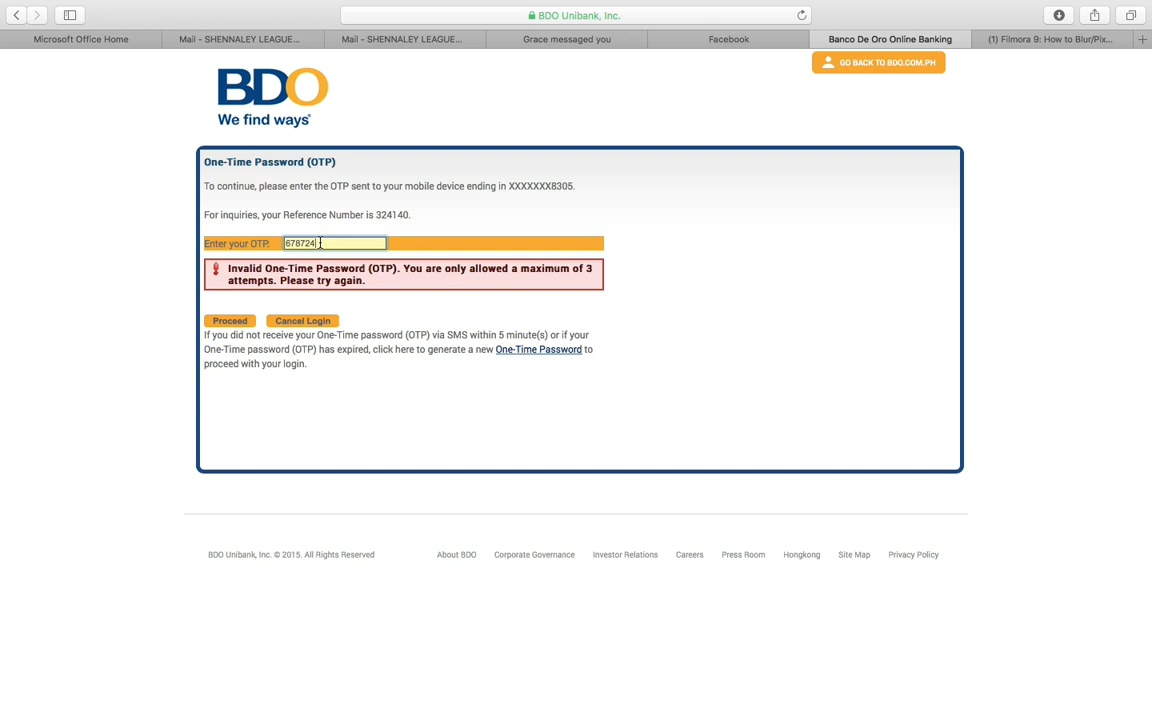 BDO Unibank, Inc.
Microsoft Office Home
Mail - SHENNALEY LEAGUE...
Mail - SHENNALEY LEAGUE...
Grace messaged you
Facebook
Banco De Oro Online Banking
(1) Filmora 9: How to Blur/Pix...
GO BACK TO BDO.COM.PH
BDO
We find ways®
One-Time Password (OTP)
To continue, please enter the OTP sent to your mobile device ending in XXXXXXX8305.
For inquiries, your Reference Number is 324140.
Enter your OTP: 678724
Invalid One-Time Password (OTP). You are only allowed a maximum of 3
attempts. Please try again.
Proceed Cancel Login
If you did not receive your One-Time password (OTP) via SMS within 5 minute(s) or if your
One-Time password (OTP) has expired, click here to generate a new One-Time Password to
proceed with your login.
BDO Unibank, Inc. © 2015. All Rights Reserved
About BDO
Corporate Governance
Investor Relations
Careers
Press Room
Hongkong
Site Map
Privacy Policy